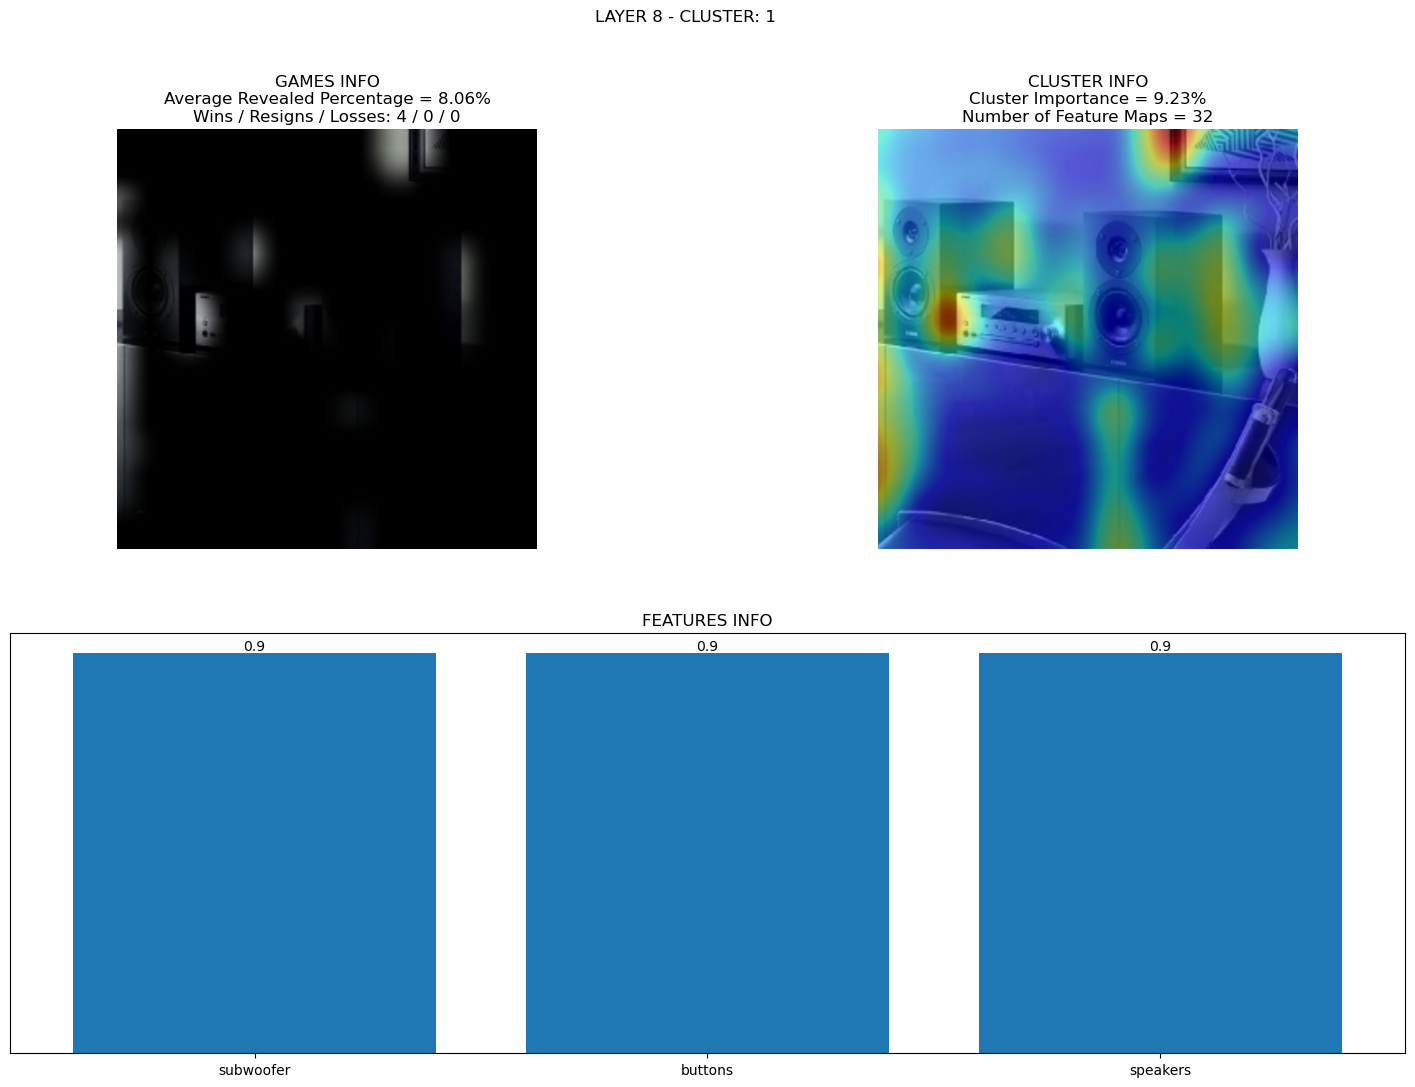 LAYER 8 - CLUSTER: 1
GAMES INFO
Average Revealed Percentage = 8.06%
Wins / Resigns / Losses: 4 / 0 / 0
CLUSTER INFO
Cluster Importance = 9.23%
Number of Feature Maps = 32
FEATURES INFO
0.9
0.9
0.9
subwoofer
buttons
speakers